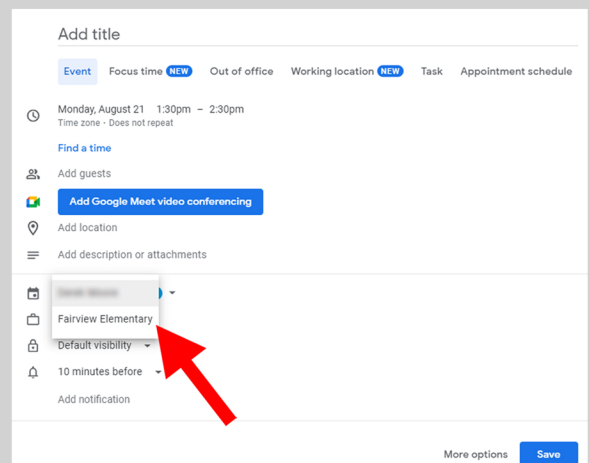 Add title
Event Focus time NEW Out of office Working location NEW Task Appointment schedule
Monday, August 21 1:30pm – 2:30pm
Time zone · Does not repeat
Find a time
Add guests
Add Google Meet video conferencing
Add location
Add description or attachments
Fairview Elementary
Default visibility
10 minutes before
Add notification
More options Save